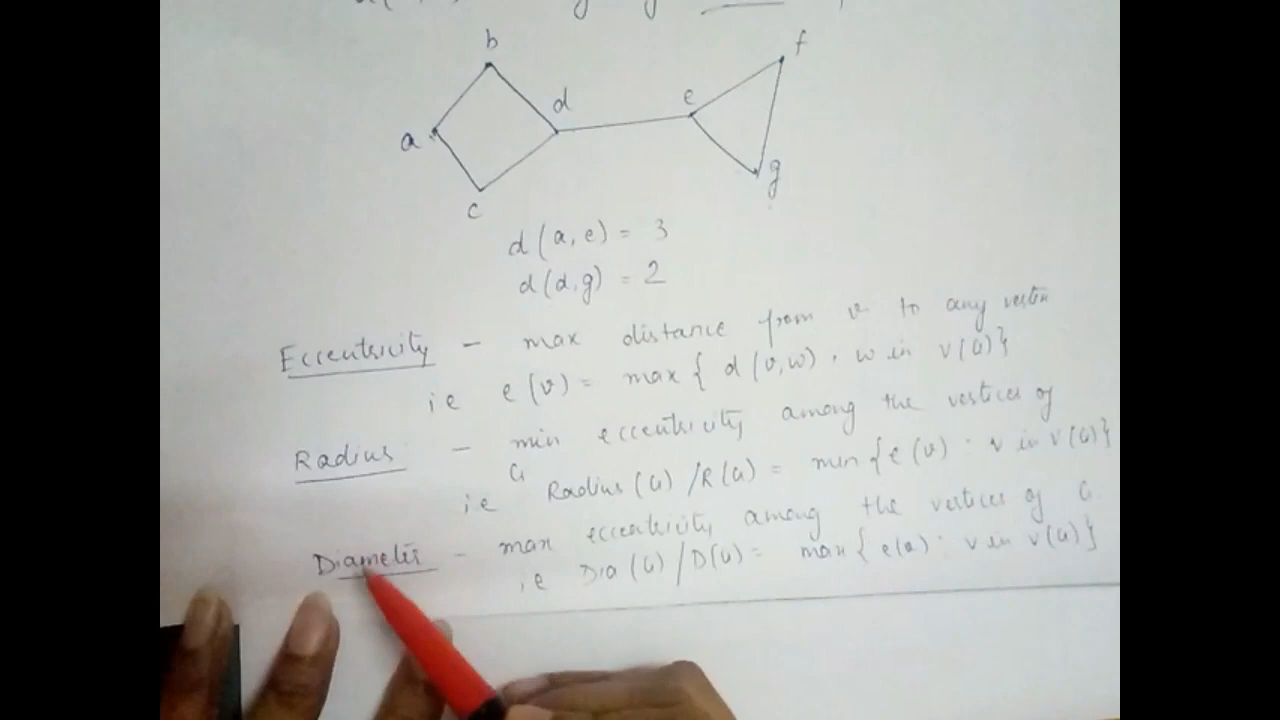 b
f
d
e
a
g
c
d(a,e) = 3
d(d,g) = 2
Eccentricity - max distance from v to any vertex
ie e(v) = max { d(v,w) : w in V(G)}
Radius - min eccentricity among the vertices of
G
ie Radius(G) /R(G) = min {e(v) : v in V(G)}
Diameter - max eccentricity among the vertices of G.
ie Dia(G) /D(G) = max { e(v) : v in V(G)}